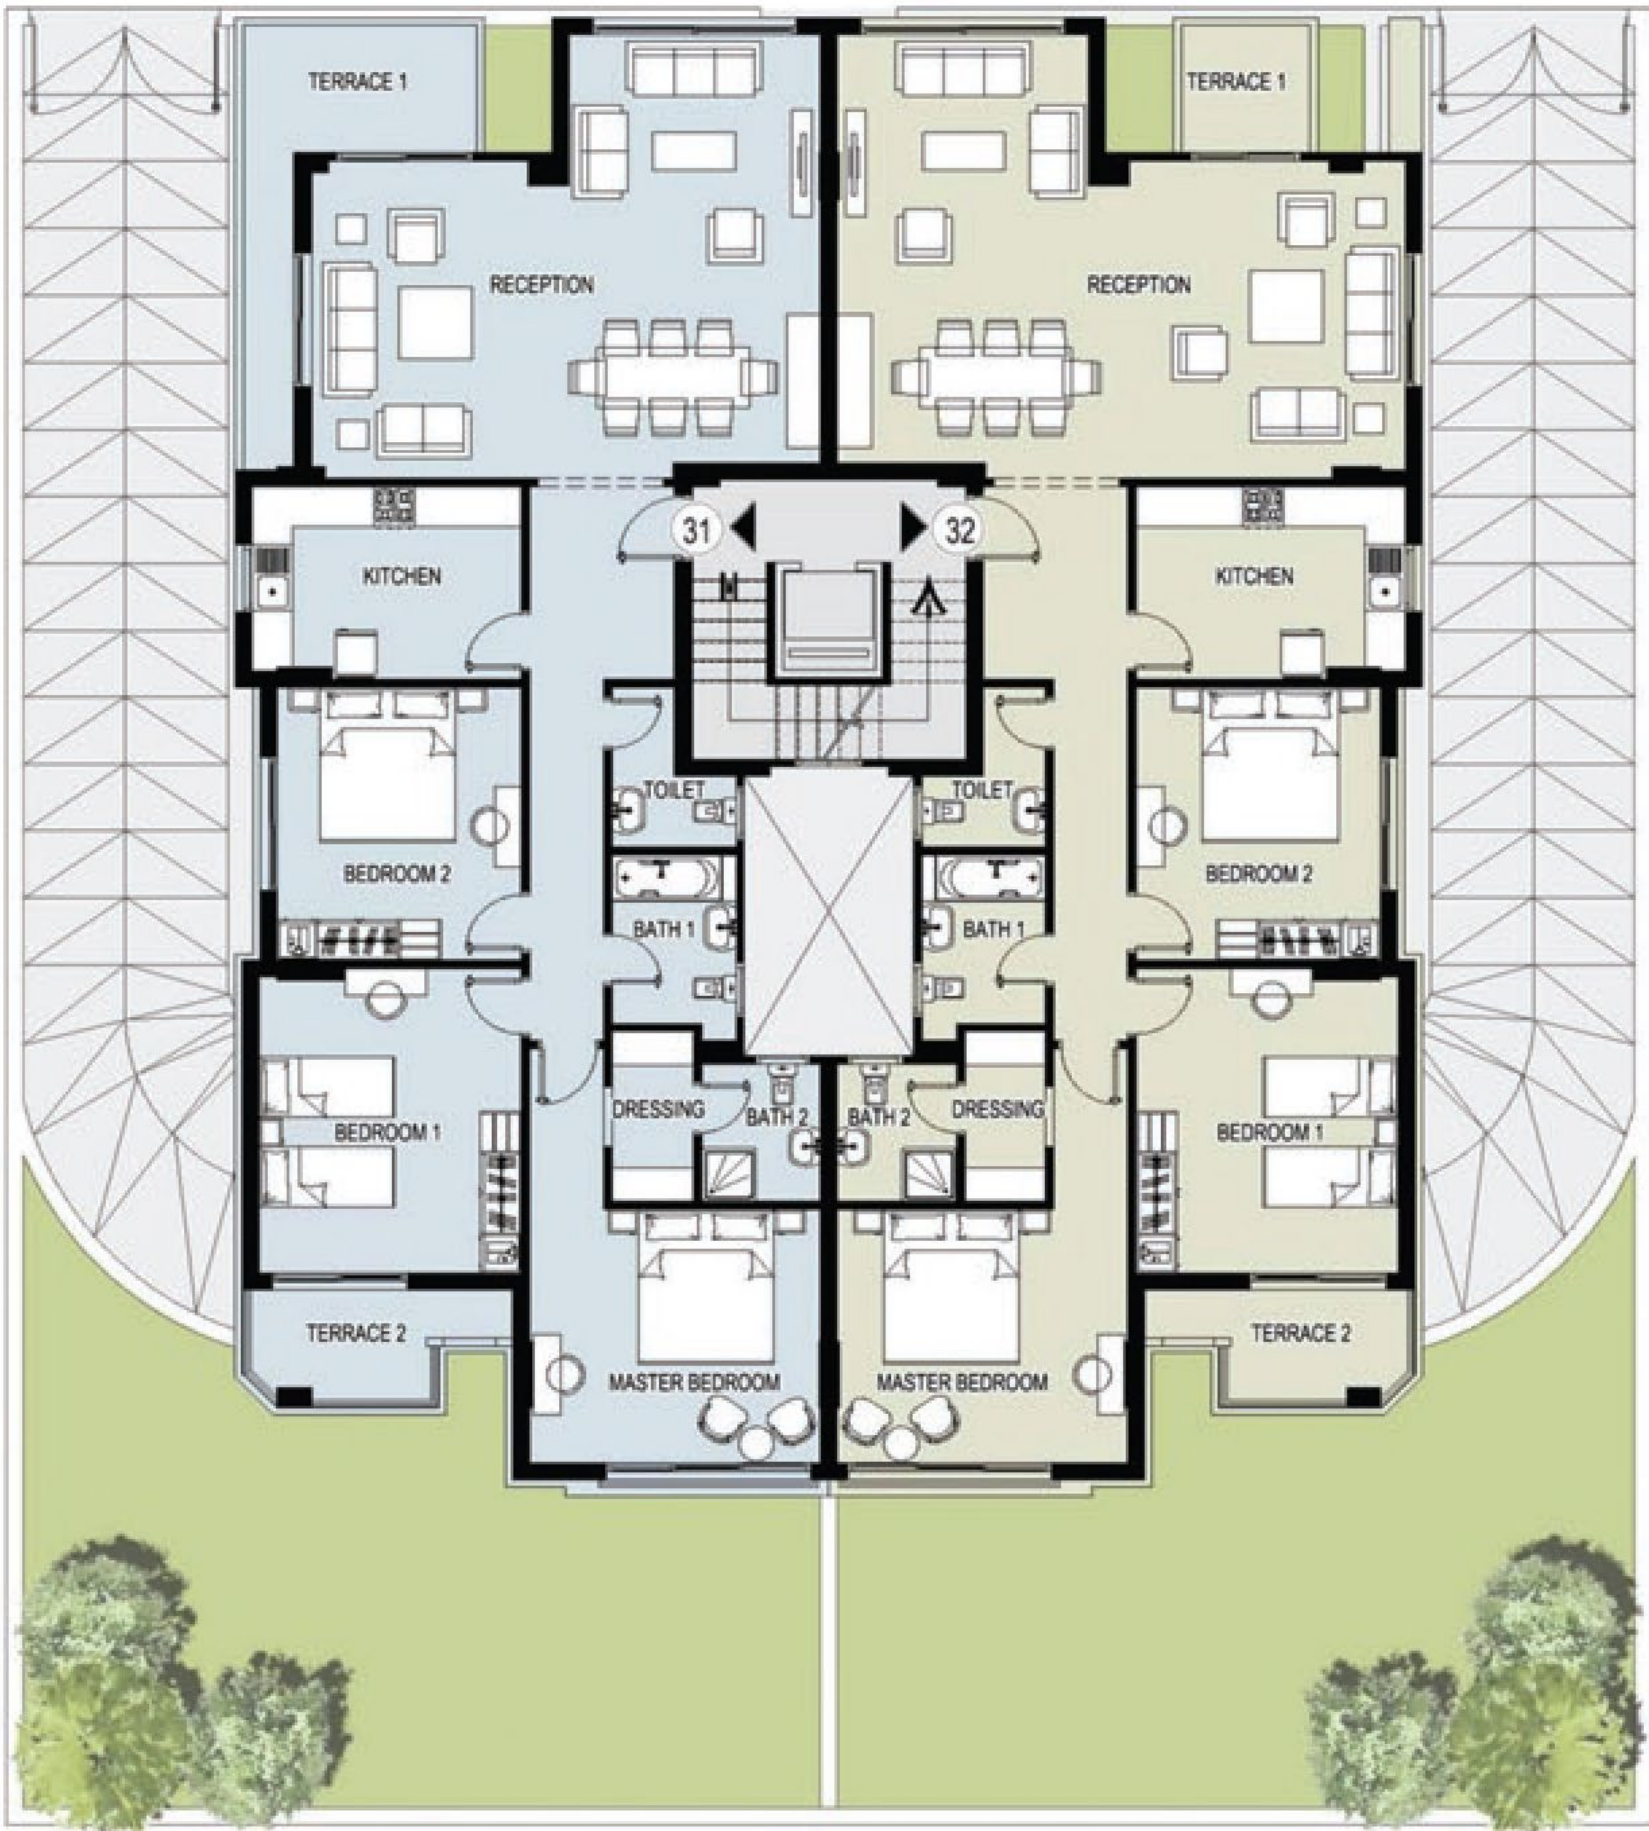 TERRACE 1
TERRACE 1
RECEPTION
RECEPTION
31
32
KITCHEN
KITCHEN
TOILET
TOILET
BEDROOM 2
BEDROOM 2
BATH 1
BATH 1
DRESSING
BATH 2
BATH 2
DRESSING
BEDROOM 1
BEDROOM 1
TERRACE 2
TERRACE 2
MASTER BEDROOM
MASTER BEDROOM